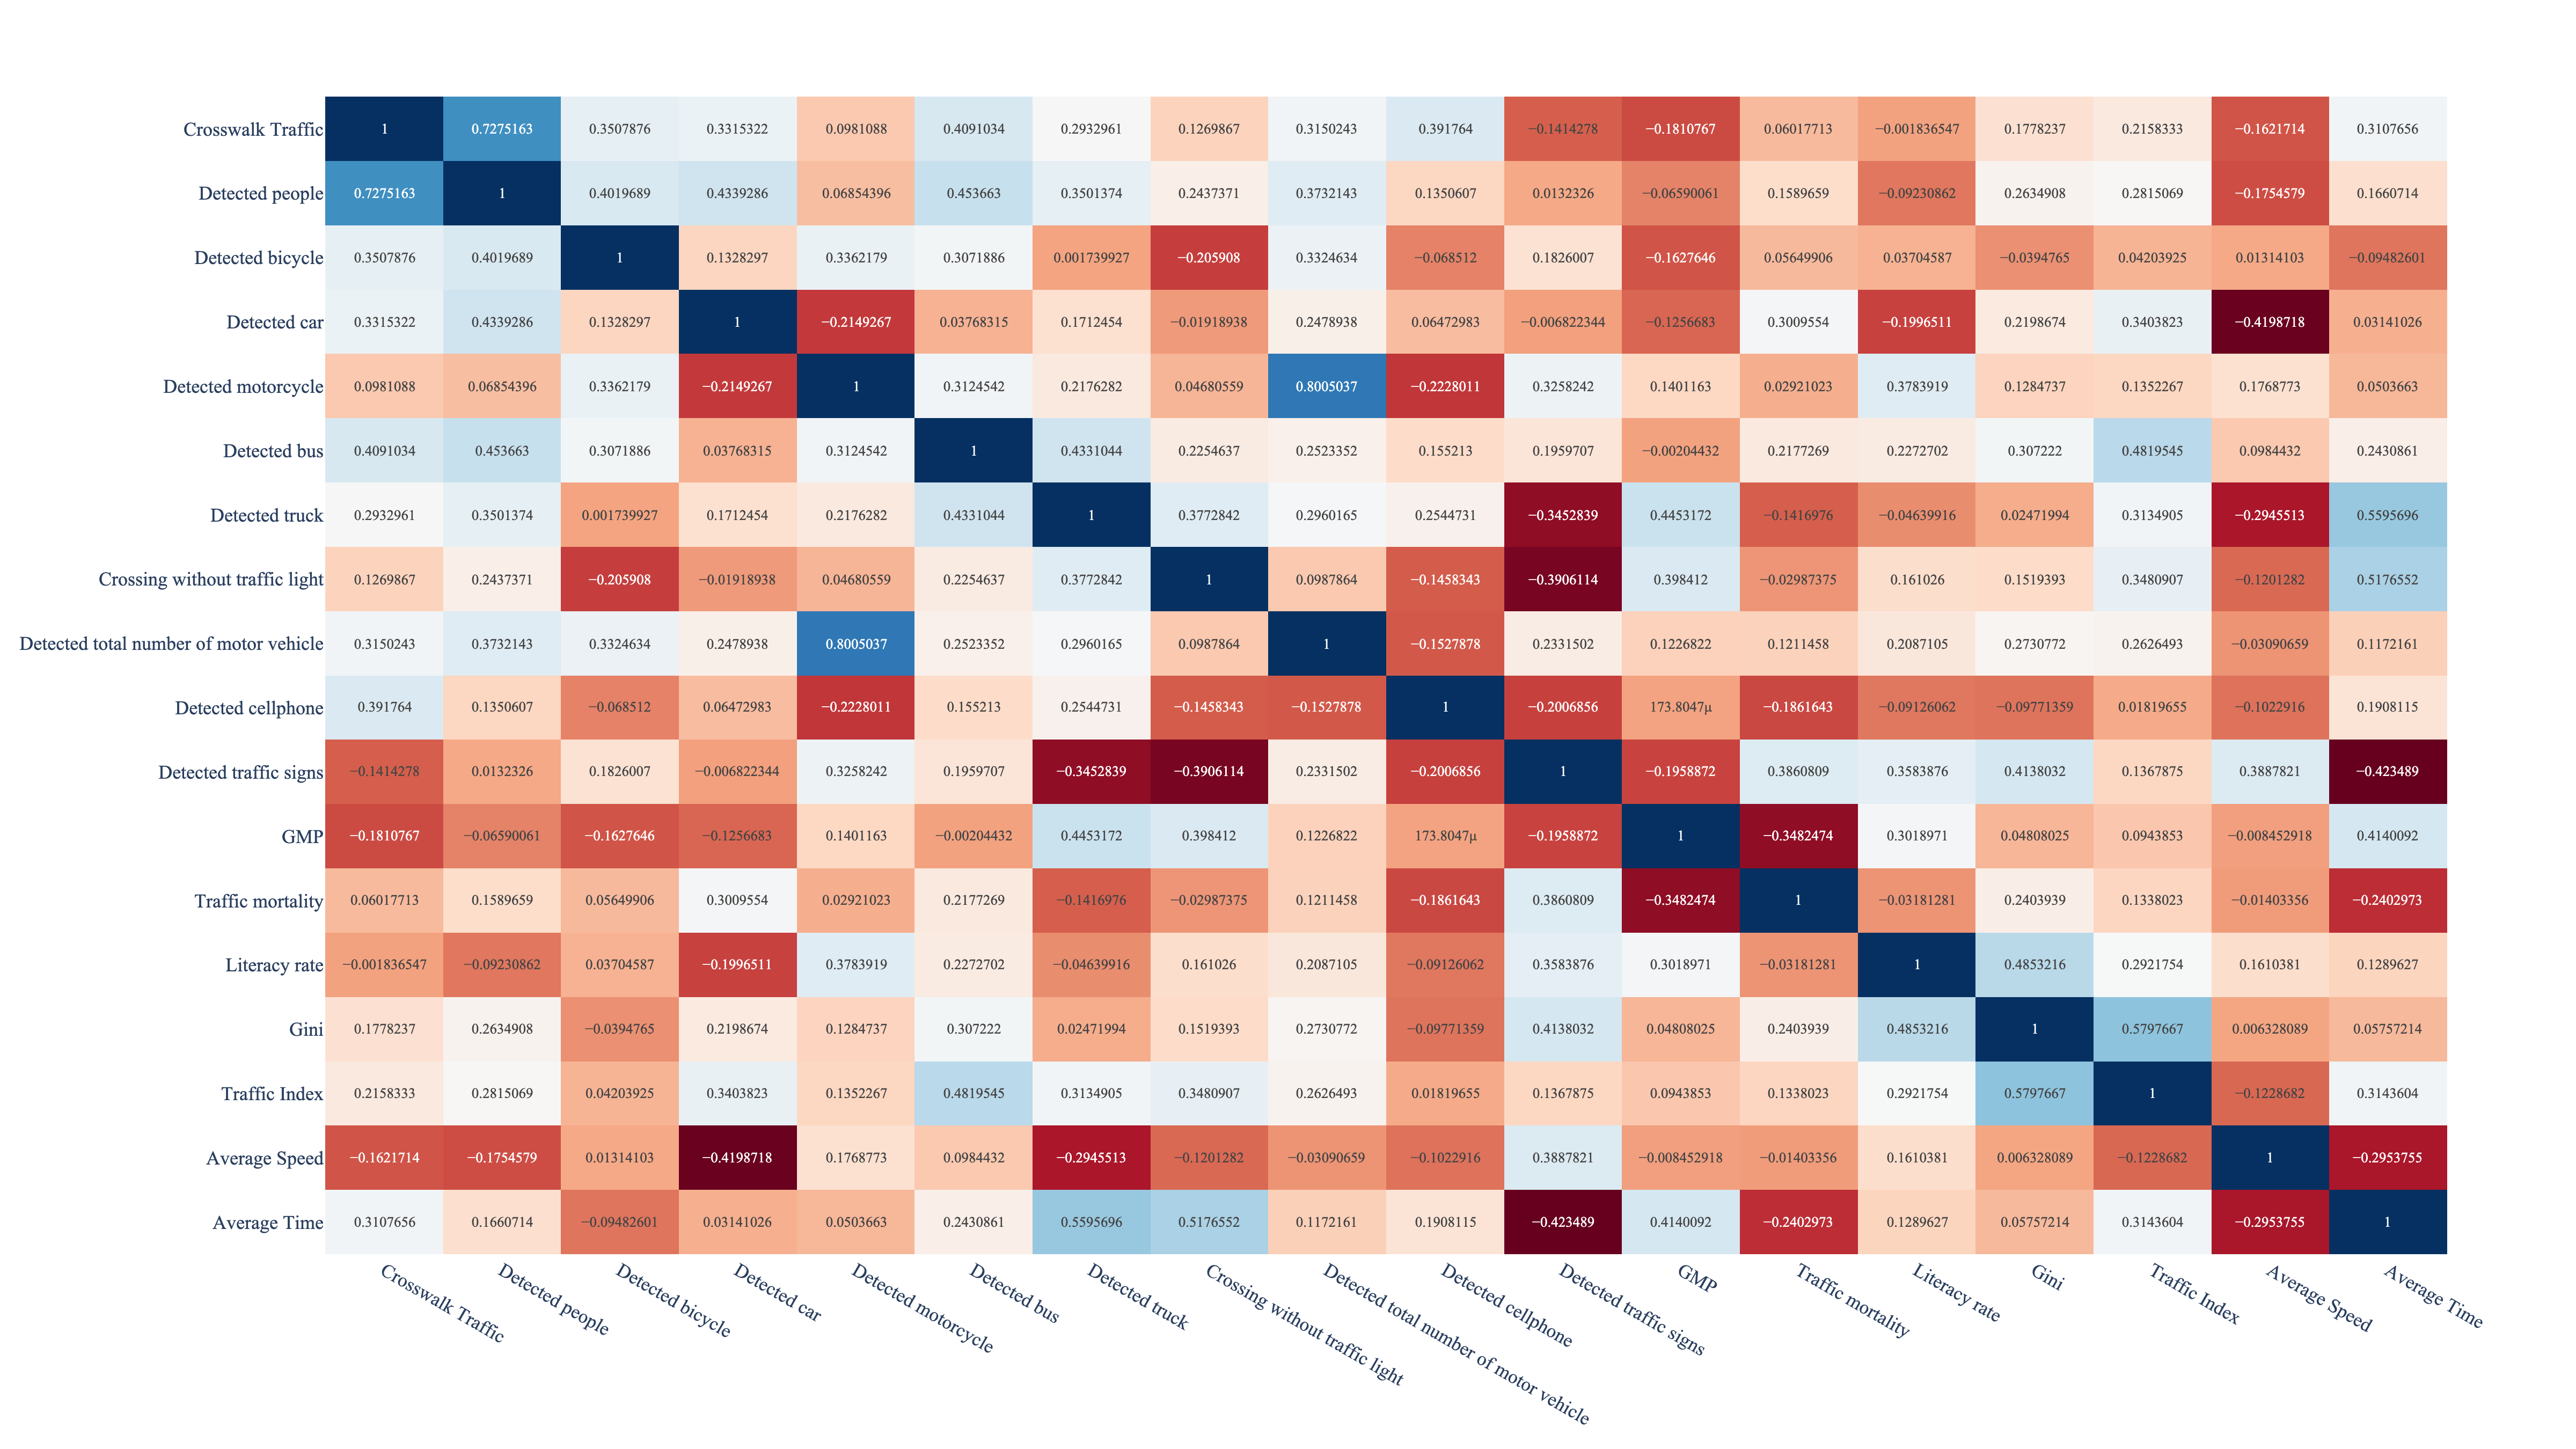 Crosswalk Traffic 1 0.7275163 0.3507876 0.3315322 0.0981088 0.4091034 0.2932961 0.1269867 0.3150243 0.391764 −0.1414278 −0.1810767 0.06017713 −0.001836547 0.1778237 0.2158333 −0.1621714 0.3107656
Detected people 0.7275163 1 0.4019689 0.4339286 0.06854396 0.453663 0.3501374 0.2437371 0.3732143 0.1350607 0.0132326 −0.06590061 0.1589659 −0.09230862 0.2634908 0.2815069 −0.1754579 0.1660714
Detected bicycle 0.3507876 0.4019689 1 0.1328297 0.3362179 0.3071886 0.001739927 −0.205908 0.3324634 −0.068512 0.1826007 −0.1627646 0.05649906 0.03704587 −0.0394765 0.04203925 0.01314103 −0.09482601
Detected car 0.3315322 0.4339286 0.1328297 1 −0.2149267 0.03768315 0.1712454 −0.01918938 0.2478938 0.06472983 −0.006822344 −0.1256683 0.3009554 −0.1996511 0.2198674 0.3403823 −0.4198718 0.03141026
Detected motorcycle 0.0981088 0.06854396 0.3362179 −0.2149267 1 0.3124542 0.2176282 0.04680559 0.8005037 −0.2228011 0.3258242 0.1401163 0.02921023 0.3783919 0.1284737 0.1352267 0.1768773 0.0503663
Detected bus 0.4091034 0.453663 0.3071886 0.03768315 0.3124542 1 0.4331044 0.2254637 0.2523352 0.155213 0.1959707 −0.00204432 0.2177269 0.2272702 0.307222 0.4819545 0.0984432 0.2430861
Detected truck 0.2932961 0.3501374 0.001739927 0.1712454 0.2176282 0.4331044 1 0.3772842 0.2960165 0.2544731 −0.3452839 0.4453172 −0.1416976 −0.04639916 0.02471994 0.3134905 −0.2945513 0.5595696
Crossing without traffic light 0.1269867 0.2437371 −0.205908 −0.01918938 0.04680559 0.2254637 0.3772842 1 0.0987864 −0.1458343 −0.3906114 0.398412 −0.02987375 0.161026 0.1519393 0.3480907 −0.1201282 0.5176552
Detected total number of motor vehicle 0.3150243 0.3732143 0.3324634 0.2478938 0.8005037 0.2523352 0.2960165 0.0987864 1 −0.1527878 0.2331502 0.1226822 0.1211458 0.2087105 0.2730772 0.2626493 −0.03090659 0.1172161
Detected cellphone 0.391764 0.1350607 −0.068512 0.06472983 −0.2228011 0.155213 0.2544731 −0.1458343 −0.1527878 1 −0.2006856 173.8047μ −0.1861643 −0.09126062 −0.09771359 0.01819655 −0.1022916 0.1908115
Detected traffic signs −0.1414278 0.0132326 0.1826007 −0.006822344 0.3258242 0.1959707 −0.3452839 −0.3906114 0.2331502 −0.2006856 1 −0.1958872 0.3860809 0.3583876 0.4138032 0.1367875 0.3887821 −0.423489
GMP −0.1810767 −0.06590061 −0.1627646 −0.1256683 0.1401163 −0.00204432 0.4453172 0.398412 0.1226822 173.8047μ −0.1958872 1 −0.3482474 0.3018971 0.04808025 0.0943853 −0.008452918 0.4140092
Traffic mortality 0.06017713 0.1589659 0.05649906 0.3009554 0.02921023 0.2177269 −0.1416976 −0.02987375 0.1211458 −0.1861643 0.3860809 −0.3482474 1 −0.03181281 0.2403939 0.1338023 −0.01403356 −0.2402973
Literacy rate −0.001836547 −0.09230862 0.03704587 −0.1996511 0.3783919 0.2272702 −0.04639916 0.161026 0.2087105 −0.09126062 0.3583876 0.3018971 −0.03181281 1 0.4853216 0.2921754 0.1610381 0.1289627
Gini 0.1778237 0.2634908 −0.0394765 0.2198674 0.1284737 0.307222 0.02471994 0.1519393 0.2730772 −0.09771359 0.4138032 0.04808025 0.2403939 0.4853216 1 0.5797667 0.006328089 0.05757214
Traffic Index 0.2158333 0.2815069 0.04203925 0.3403823 0.1352267 0.4819545 0.3134905 0.3480907 0.2626493 0.01819655 0.1367875 0.0943853 0.1338023 0.2921754 0.5797667 1 −0.1228682 0.3143604
Average Speed −0.1621714 −0.1754579 0.01314103 −0.4198718 0.1768773 0.0984432 −0.2945513 −0.1201282 −0.03090659 −0.1022916 0.3887821 −0.008452918 −0.01403356 0.1610381 0.006328089 −0.1228682 1 −0.2953755
Average Time 0.3107656 0.1660714 −0.09482601 0.03141026 0.0503663 0.2430861 0.5595696 0.5176552 0.1172161 0.1908115 −0.423489 0.4140092 −0.2402973 0.1289627 0.05757214 0.3143604 −0.2953755 1
Crosswalk Traffic
Detected people
Detected bicycle
Detected car
Detected motorcycle
Detected bus
Detected truck
Crossing without traffic light
Detected total number of motor vehicle
Detected cellphone
Detected traffic signs
GMP
Traffic mortality
Literacy rate
Gini
Traffic Index
Average Speed
Average Time